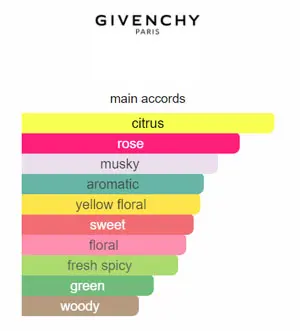 GIVENCHY
PARIS
main accords
citrus
rose
musky
aromatic
yellow floral
sweet
floral
fresh spicy
green
woody